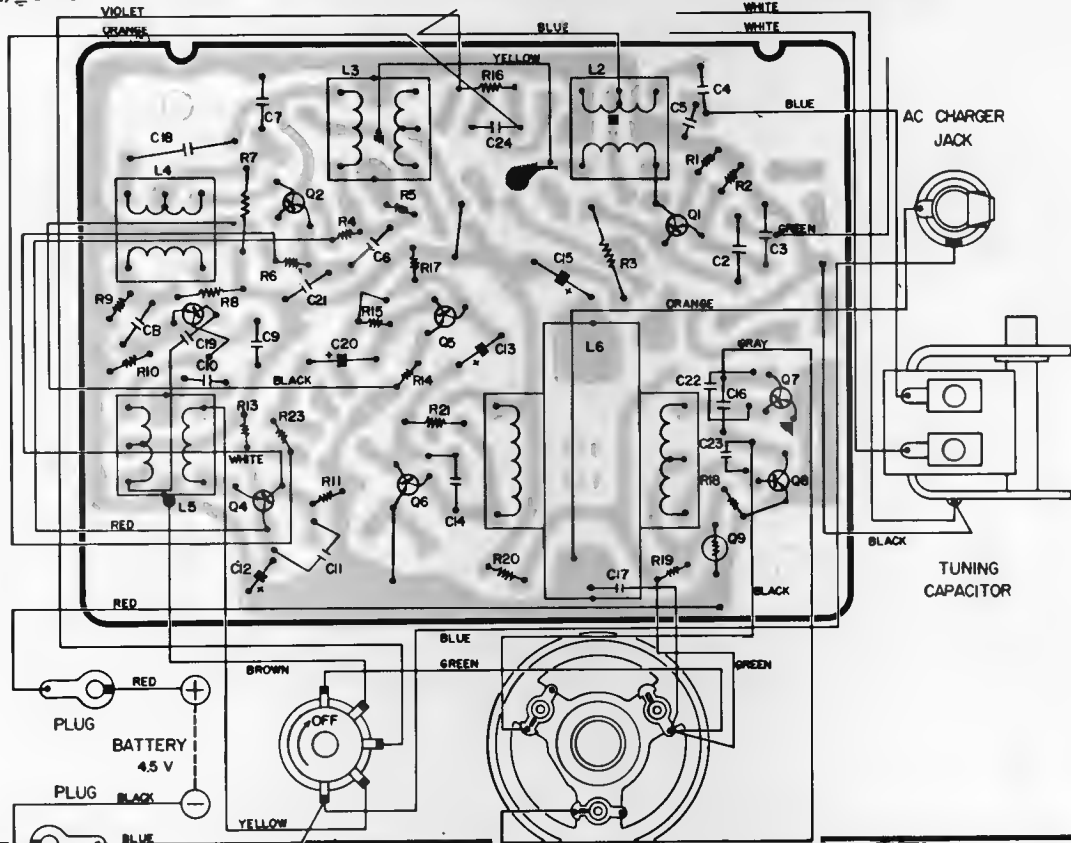 VIOLET
ORANGE
BLUE
YELLOW
WHITE
WHITE
L3
R16
L2
C4
C5
C7
C24
BLUE
AC CHARGER
JACK
C18
R7
L4
Q2
R5
R1
R2
Q1
R4
C6
GREEN
C2
C3
R6
R17
C15
R3
R9
R8
C21
ORANGE
C8
C19
C9
R15
Q5
L6
GRAY
R10
C10
C20
C13
BLACK
R14
C22
C16
Q7
R13
R23
R21
C23
WHITE
R11
Q6
C14
R18
Q8
L5
Q4
RED
Q9
BLACK
C12
C11
R20
C17
R19
BLACK
TUNING
CAPACITOR
RED
BLUE
BROWN
GREEN
GREEN
RED
+
PLUG
OFF
BATTERY
4.5 V
PLUG
BLACK
−
YELLOW
BLUE